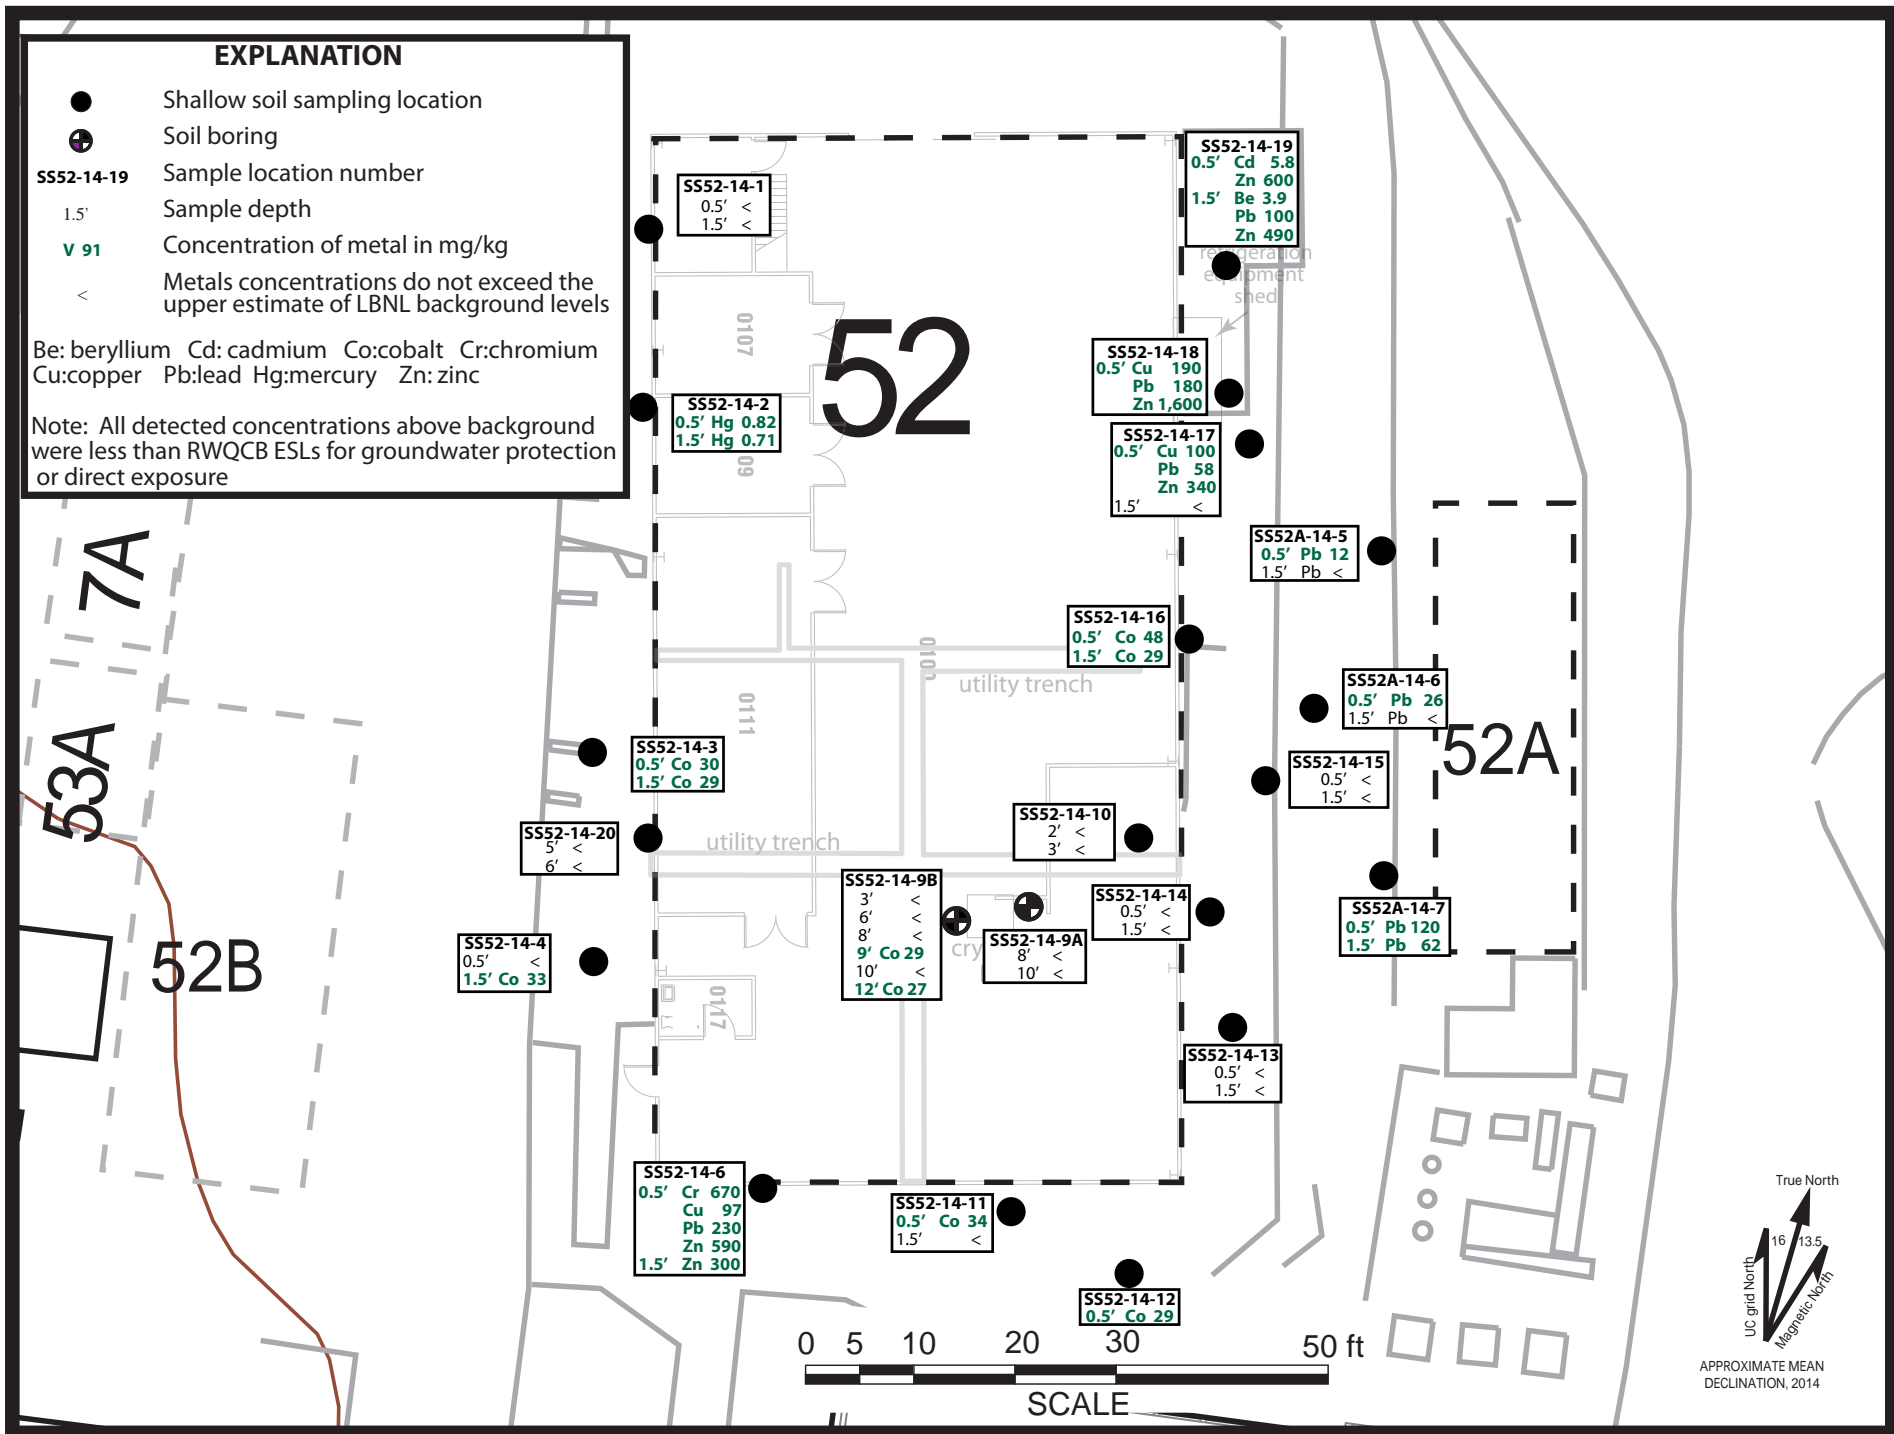 EXPLANATION
Shallow soil sampling location
Soil boring
SS52-14-19 Sample location number
1.5' Sample depth
V 91 Concentration of metal in mg/kg
< Metals concentrations do not exceed the
upper estimate of LBNL background levels
Be: beryllium Cd: cadmium Co:cobalt Cr:chromium
Cu:copper Pb:lead Hg:mercury Zn: zinc
Note: All detected concentrations above background
were less than RWQCB ESLs for groundwater protection
or direct exposure
SS52-14-1
0.5' <
1.5' <
SS52-14-19
0.5' Cd 5.8
Zn 600
1.5' Be 3.9
Pb 100
Zn 490
refrigeration
equipment
shed
0107
52
SS52-14-18
0.5' Cu 190
Pb 180
Zn 1,600
SS52-14-2
0.5' Hg 0.82
1.5' Hg 0.71
09
SS52-14-17
0.5' Cu 100
Pb 58
Zn 340
1.5' <
SS52A-14-5
0.5' Pb 12
1.5' Pb <
7A
SS52-14-16
0.5' Co 48
1.5' Co 29
utility trench
0111
SS52A-14-6
0.5' Pb 26
1.5' Pb <
52A
53A
SS52-14-3
0.5' Co 30
1.5' Co 29
SS52-14-15
0.5' <
1.5' <
SS52-14-20
5' <
6' <
utility trench
SS52-14-10
2' <
3' <
SS52-14-9B
3' <
6' <
8' <
9' Co 29
10' <
12' Co 27
cry
SS52-14-9A
8' <
10' <
SS52-14-14
0.5' <
1.5' <
SS52A-14-7
0.5' Pb 120
1.5' Pb 62
52B
SS52-14-4
0.5' <
1.5' Co 33
0117
SS52-14-13
0.5' <
1.5' <
SS52-14-6
0.5' Cr 670
Cu 97
Pb 230
Zn 590
1.5' Zn 300
SS52-14-11
0.5' Co 34
1.5' <
SS52-14-12
0.5' Co 29
0 5 10 20 30 50 ft
SCALE
True North
16 13.5
UC grid North
Magnetic North
APPROXIMATE MEAN
DECLINATION, 2014